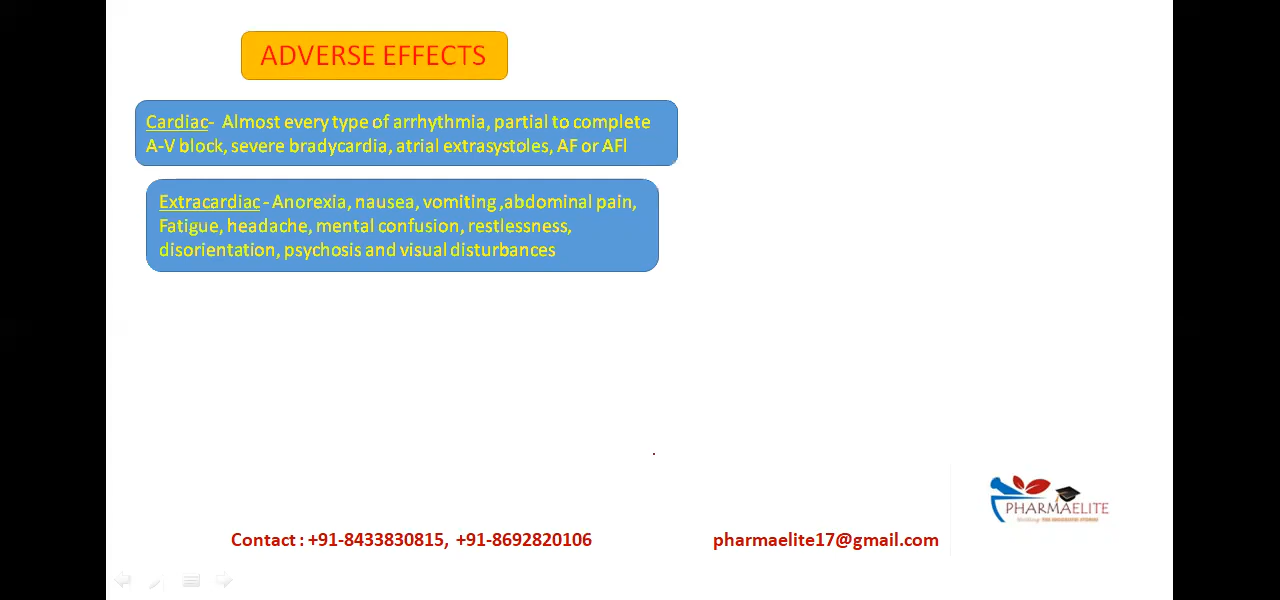 ADVERSE EFFECTS
Cardiac- Almost every type of arrhythmia, partial to complete
A-V block, severe bradycardia, atrial extrasystoles, AF or AFl
Extracardiac - Anorexia, nausea, vomiting ,abdominal pain,
Fatigue, headache, mental confusion, restlessness,
disorientation, psychosis and visual disturbances
PHARMAELITE
Contact : +91-8433830815, +91-8692820106
pharmaelite17@gmail.com